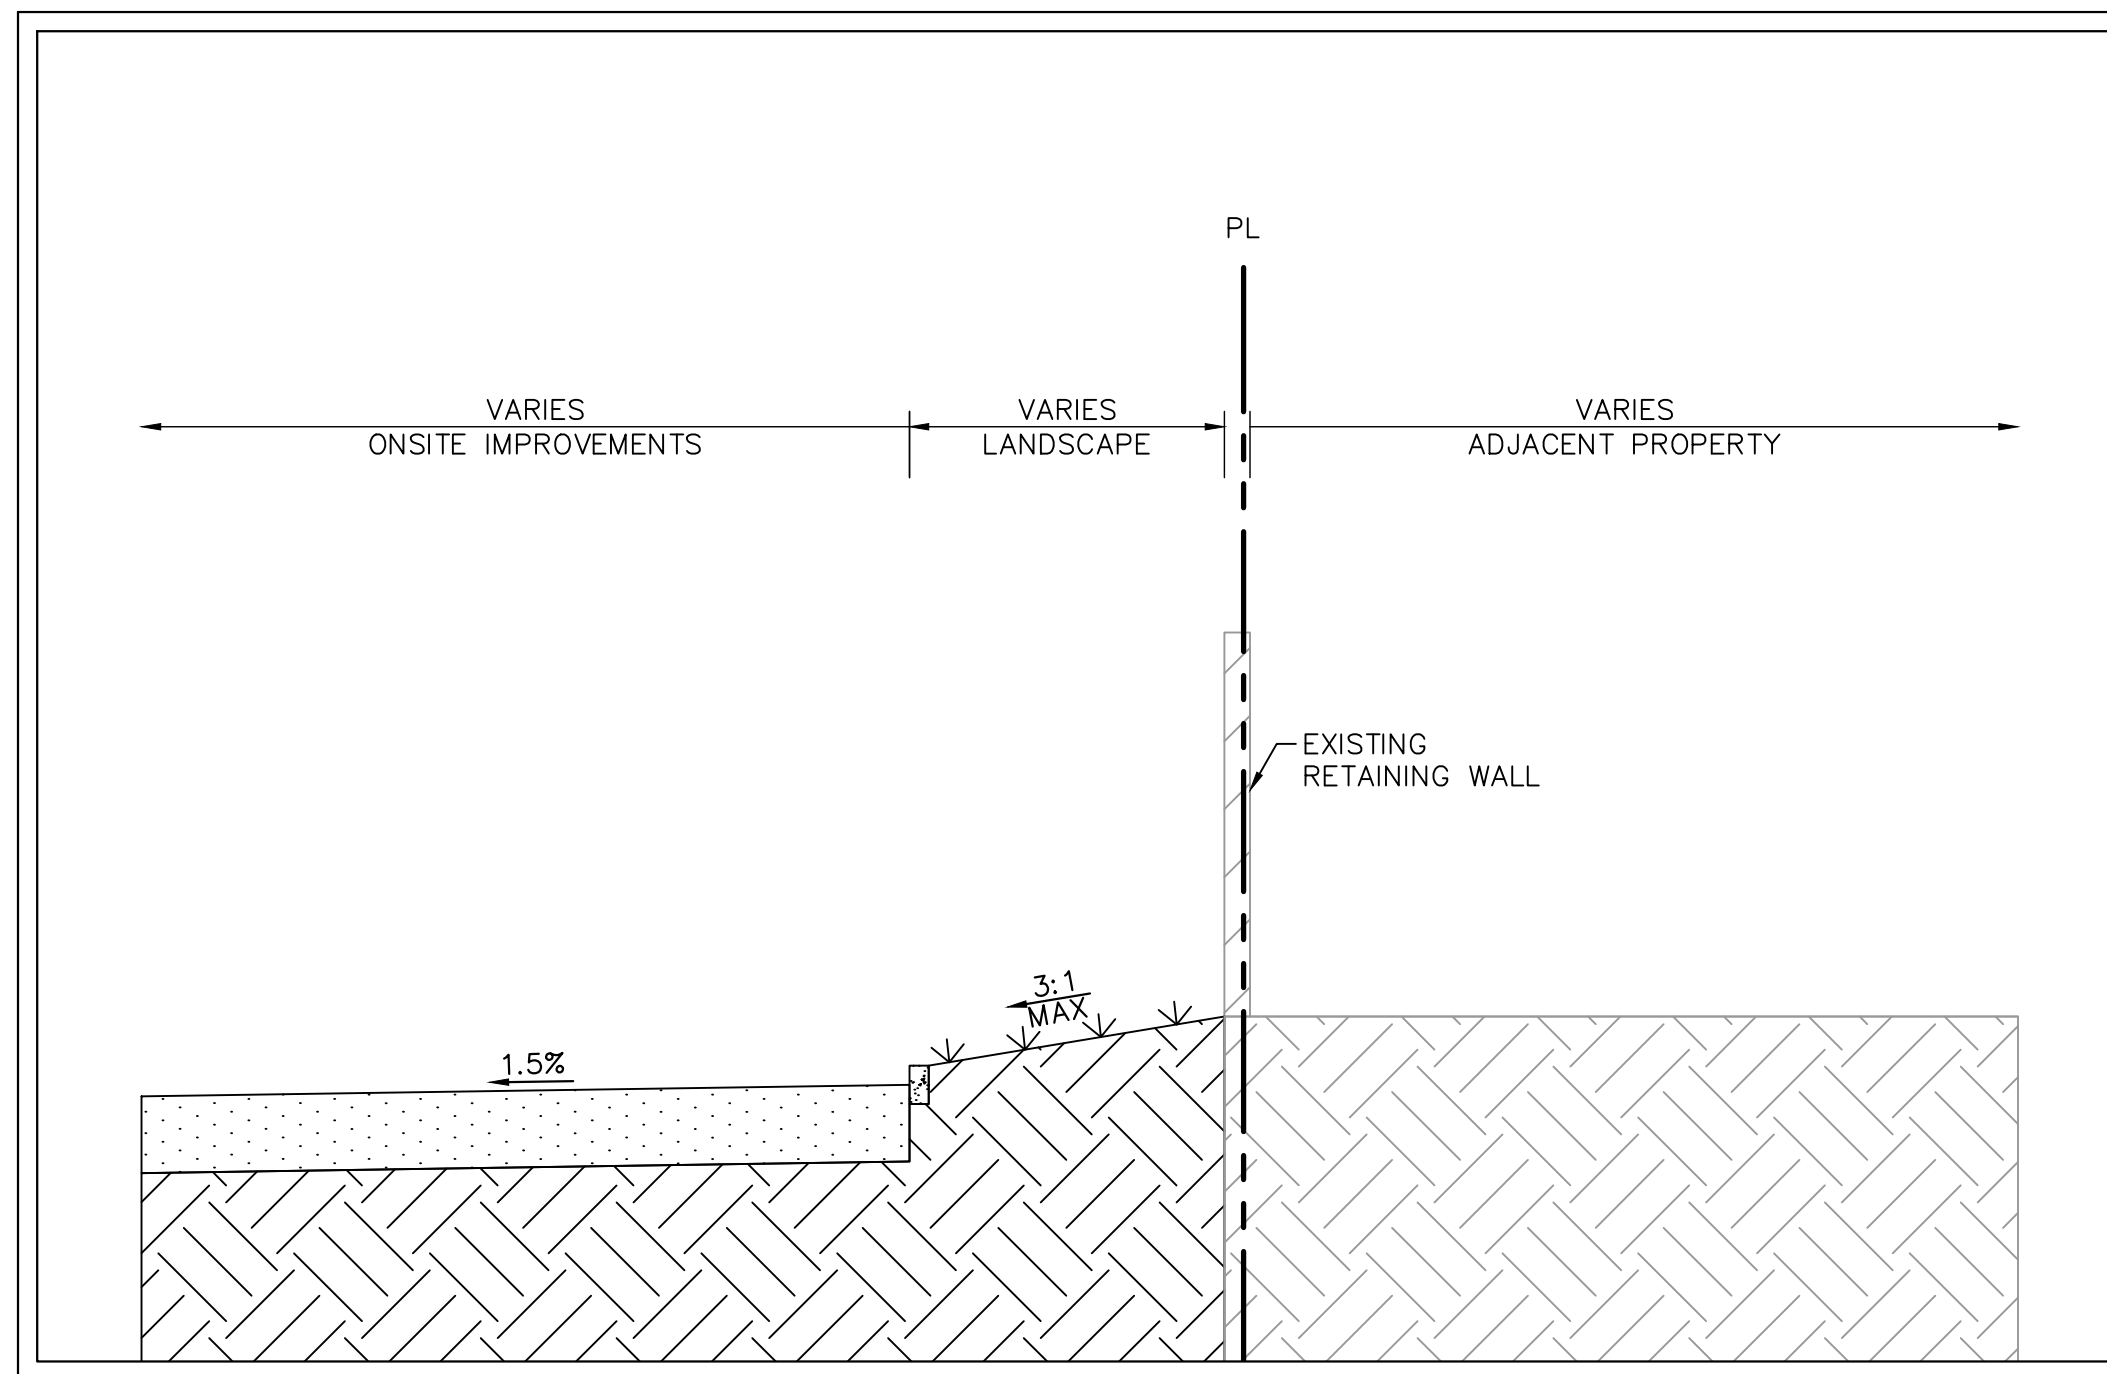 PL
VARIES
ONSITE IMPROVEMENTS
VARIES
LANDSCAPE
VARIES
ADJACENT PROPERTY
EXISTING
RETAINING WALL
3:1
MAX
1.5%